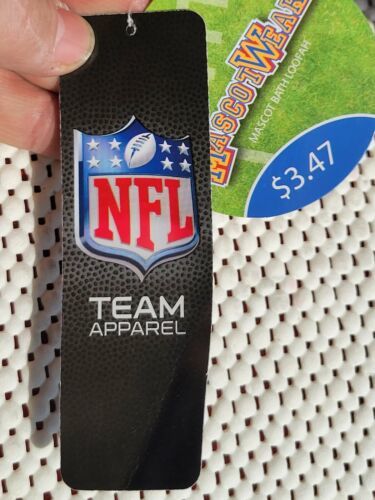 NFL
TEAM
APPAREL
MASCOTWEAR
MASCOT BATH LOOFAH
$3.47